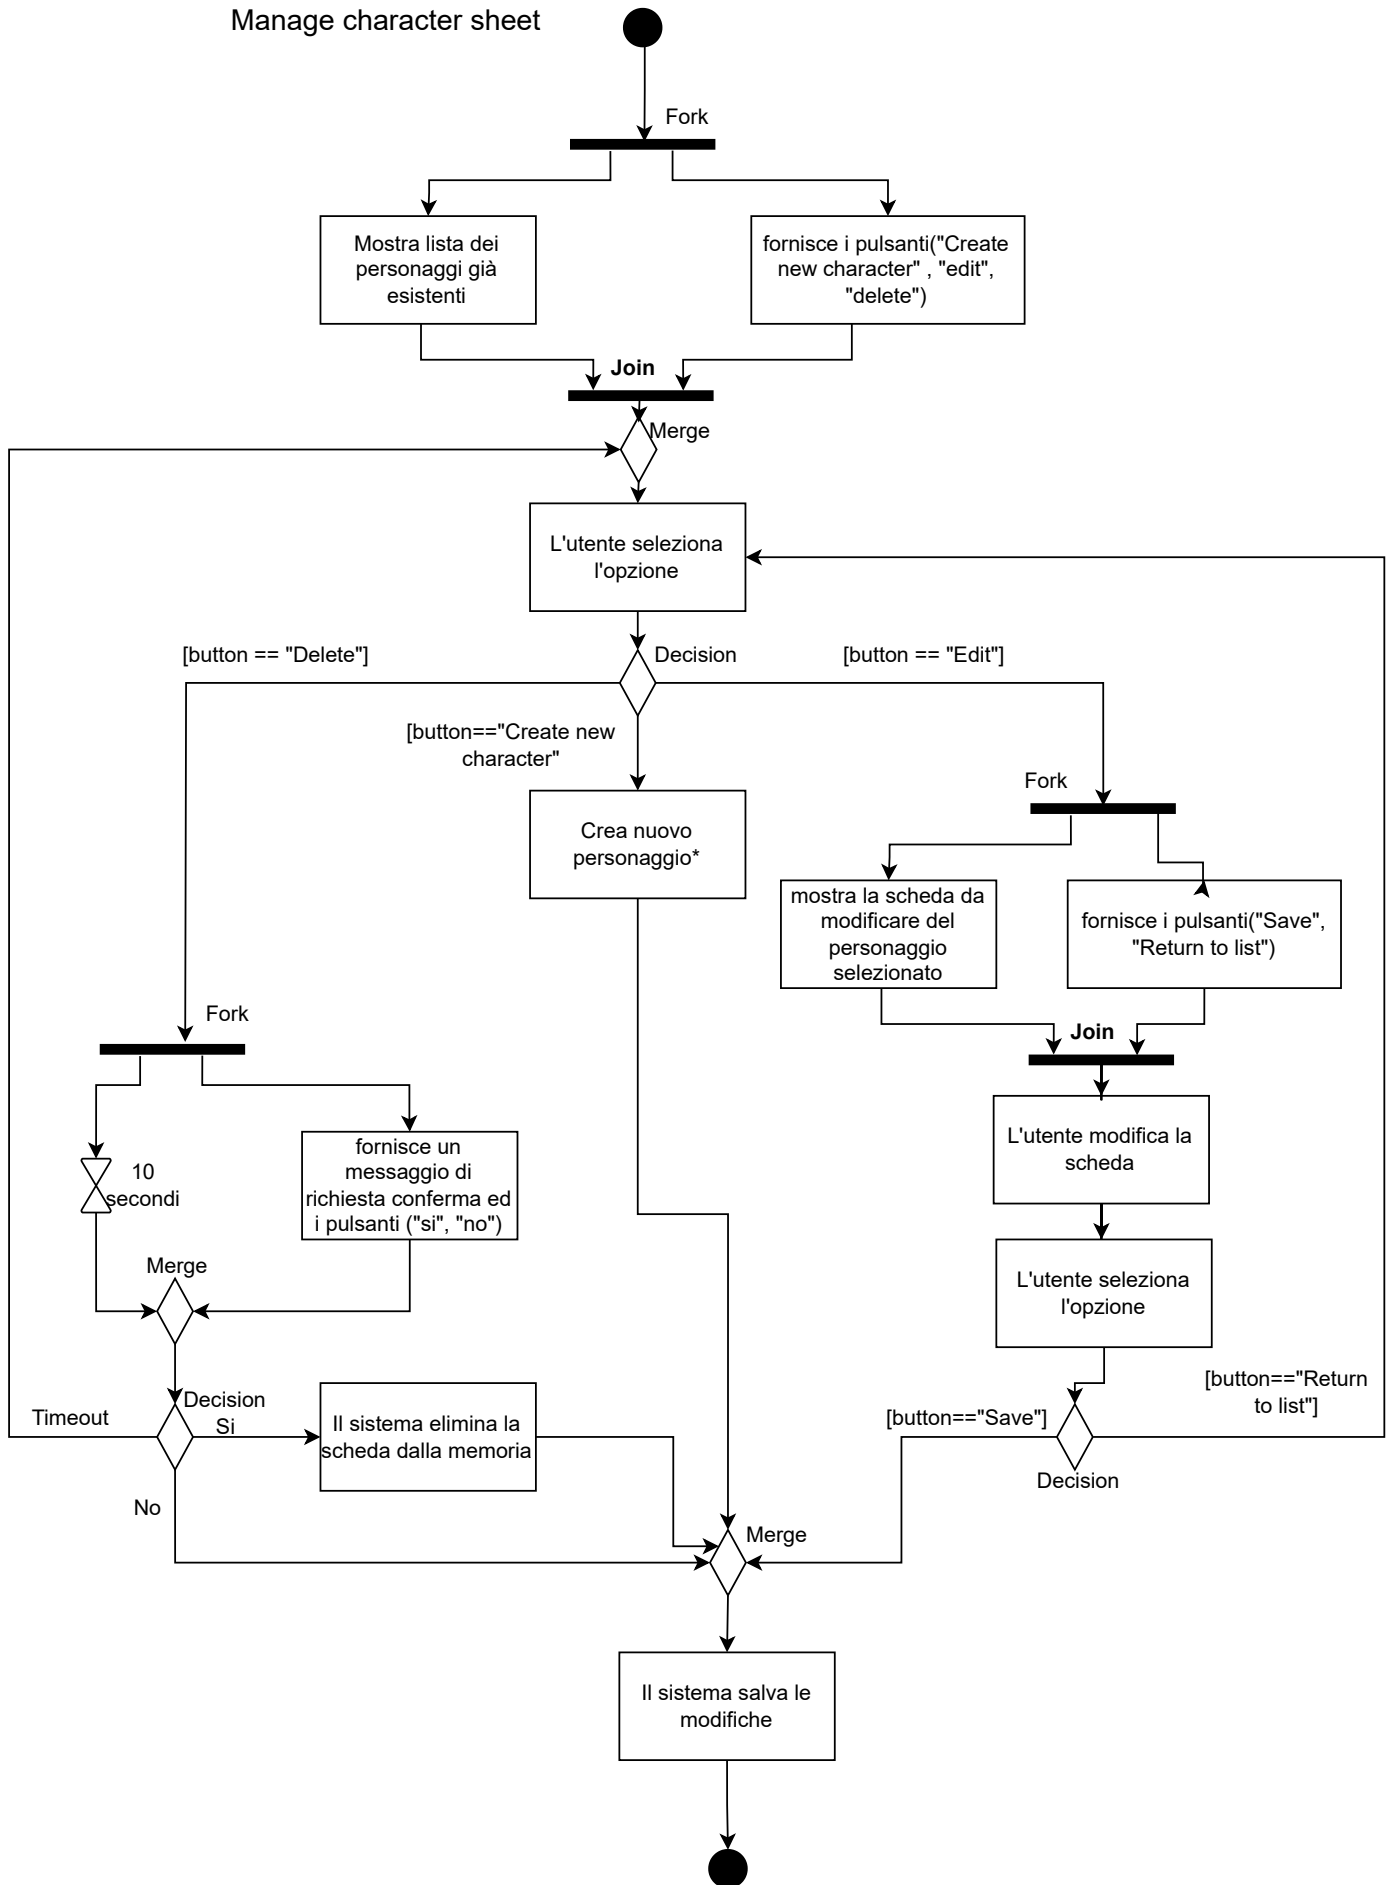 Manage character sheet
Fork
Mostra lista dei
personaggi già
esistenti
fornisce i pulsanti("Create
new character" , "edit",
"delete")
Join
Merge
L'utente seleziona
l'opzione
[button == "Delete"]
Decision
[button == "Edit"]
[button=="Create new
character"
Fork
Crea nuovo
personaggio*
mostra la scheda da
modificare del
personaggio
selezionato
fornisce i pulsanti("Save",
"Return to list")
Fork
Join
L'utente modifica la
scheda
fornisce un
messaggio di
richiesta conferma ed
i pulsanti ("si", "no")
10
secondi
Merge
L'utente seleziona
l'opzione
[button=="Return
to list"]
Decision
Si
Timeout
Il sistema elimina la
scheda dalla memoria
[button=="Save"]
Decision
No
Merge
Il sistema salva le
modifiche